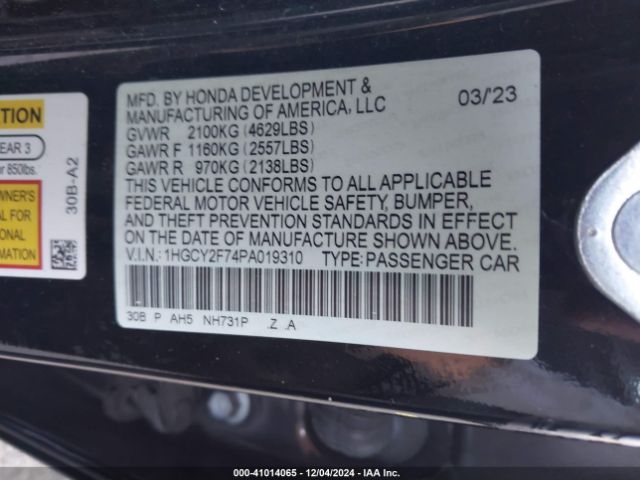 MFD. BY HONDA DEVELOPMENT &
MANUFACTURING OF AMERICA, LLC 03/23
GVWR 2100KG (4629LBS)
GAWR F 1160KG (2557LBS)
GAWR R 970KG (2138LBS)
THIS VEHICLE CONFORMS TO ALL APPLICABLE
FEDERAL MOTOR VEHICLE SAFETY, BUMPER,
AND THEFT PREVENTION STANDARDS IN EFFECT
ON THE DATE OF MANUFACTURE SHOWN ABOVE.
V.I.N.: 1HGCY2F74PA019310 TYPE: PASSENGER CAR
30B P AH5 NH731P .Z .A
EAR 3
850lbs.
30B-A2
FOR
000-41014065 - 12/04/2024 - IAA Inc.